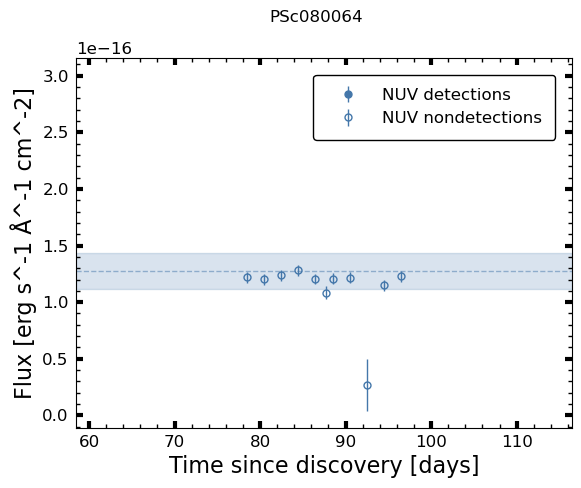 PSc080064
1e−16
NUV detections
NUV nondetections
Flux [erg s^-1 Å^-1 cm^-2]
3.0
2.5
2.0
1.5
1.0
0.5
0.0
60 70 80 90 100 110
Time since discovery [days]